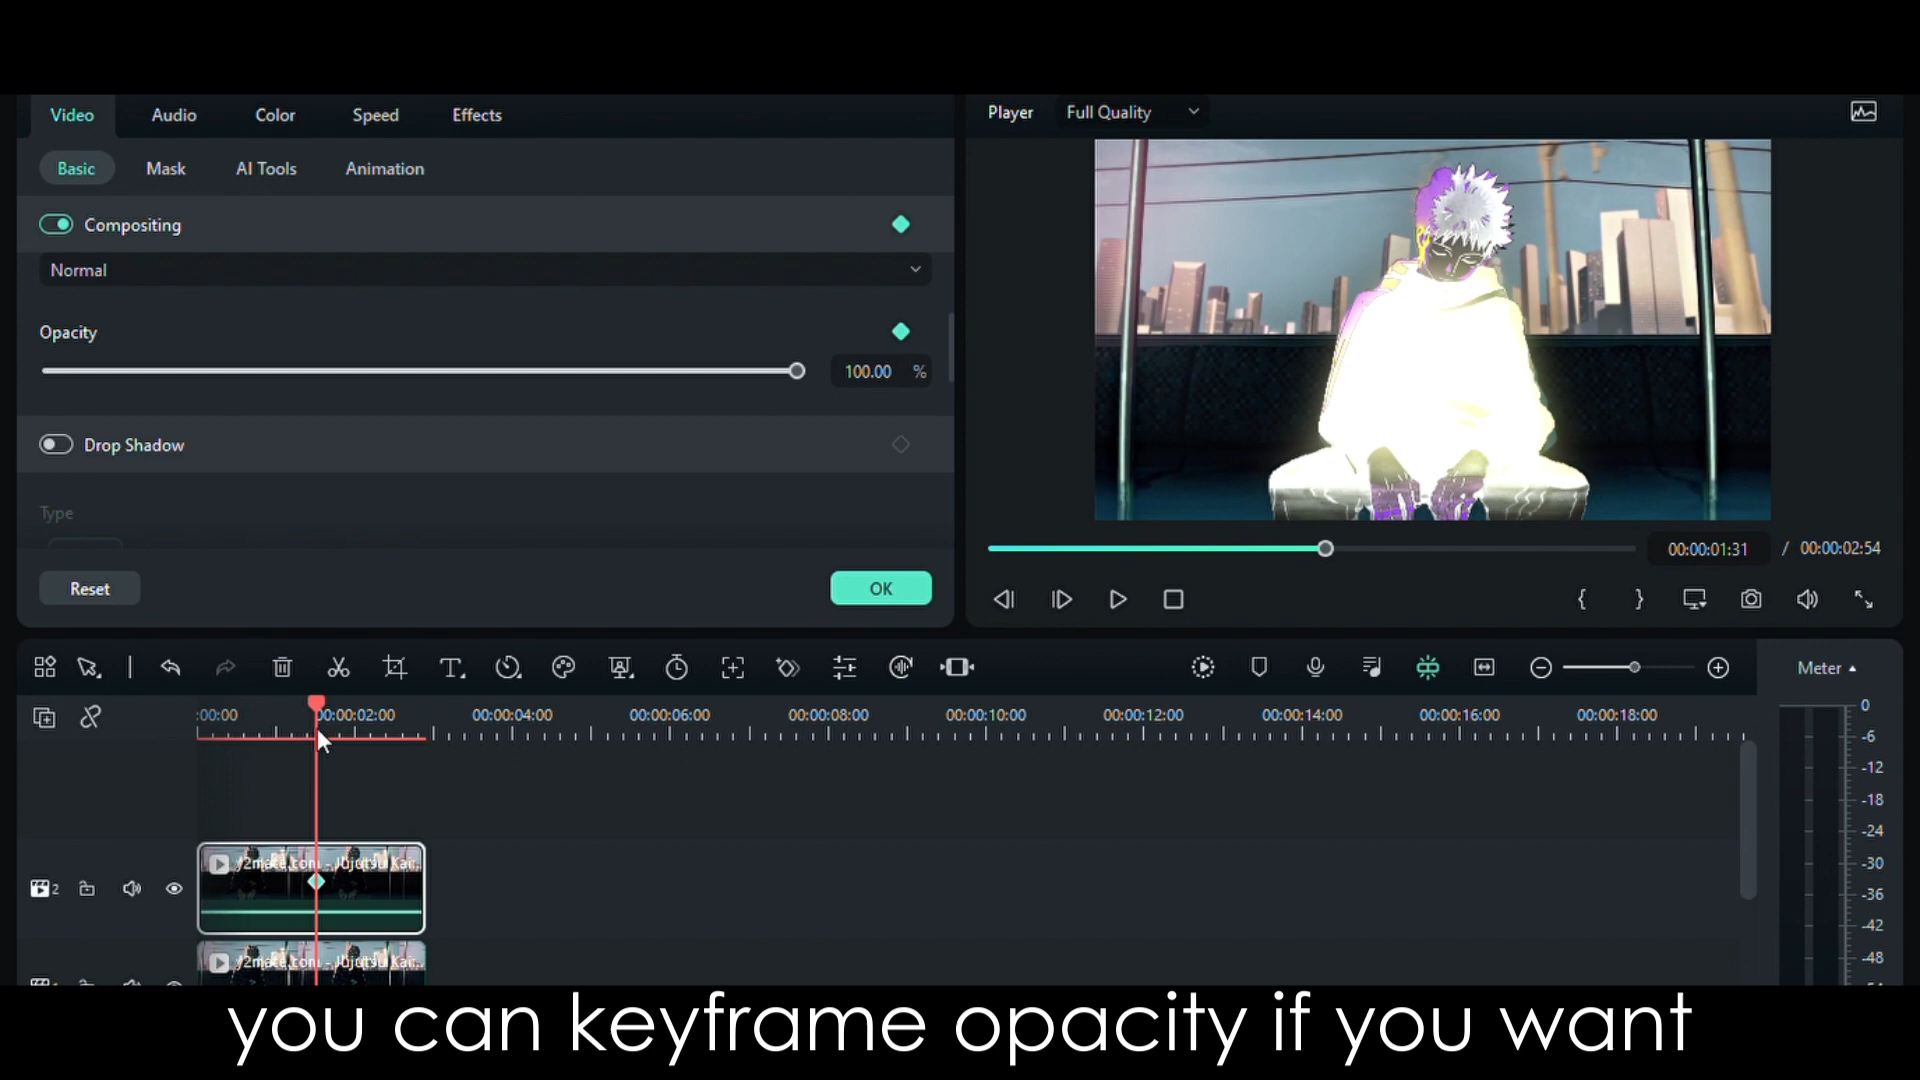 Video Audio Color Speed Effects
Player Full Quality
Basic Mask AI Tools Animation
Compositing
Normal
Opacity
100.00 %
Drop Shadow
Type
Reset OK
00:00:01:31 / 00:00:02:54
Meter
:00:00 00:00:02:00 00:00:04:00 00:00:06:00 00:00:08:00 00:00:10:00 00:00:12:00 00:00:14:00 00:00:16:00 00:00:18:00
0
-6
-12
-18
-24
-30
-36
-42
-48
2
you can keyframe opacity if you want